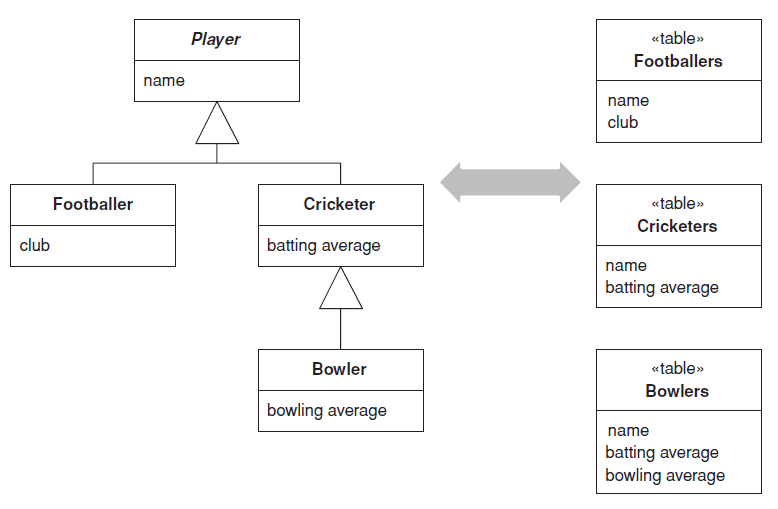 Player
name
Footballer
club
Cricketer
batting average
Bowler
bowling average
«table»
Footballers
name
club
«table»
Cricketers
name
batting average
«table»
Bowlers
name
batting average
bowling average